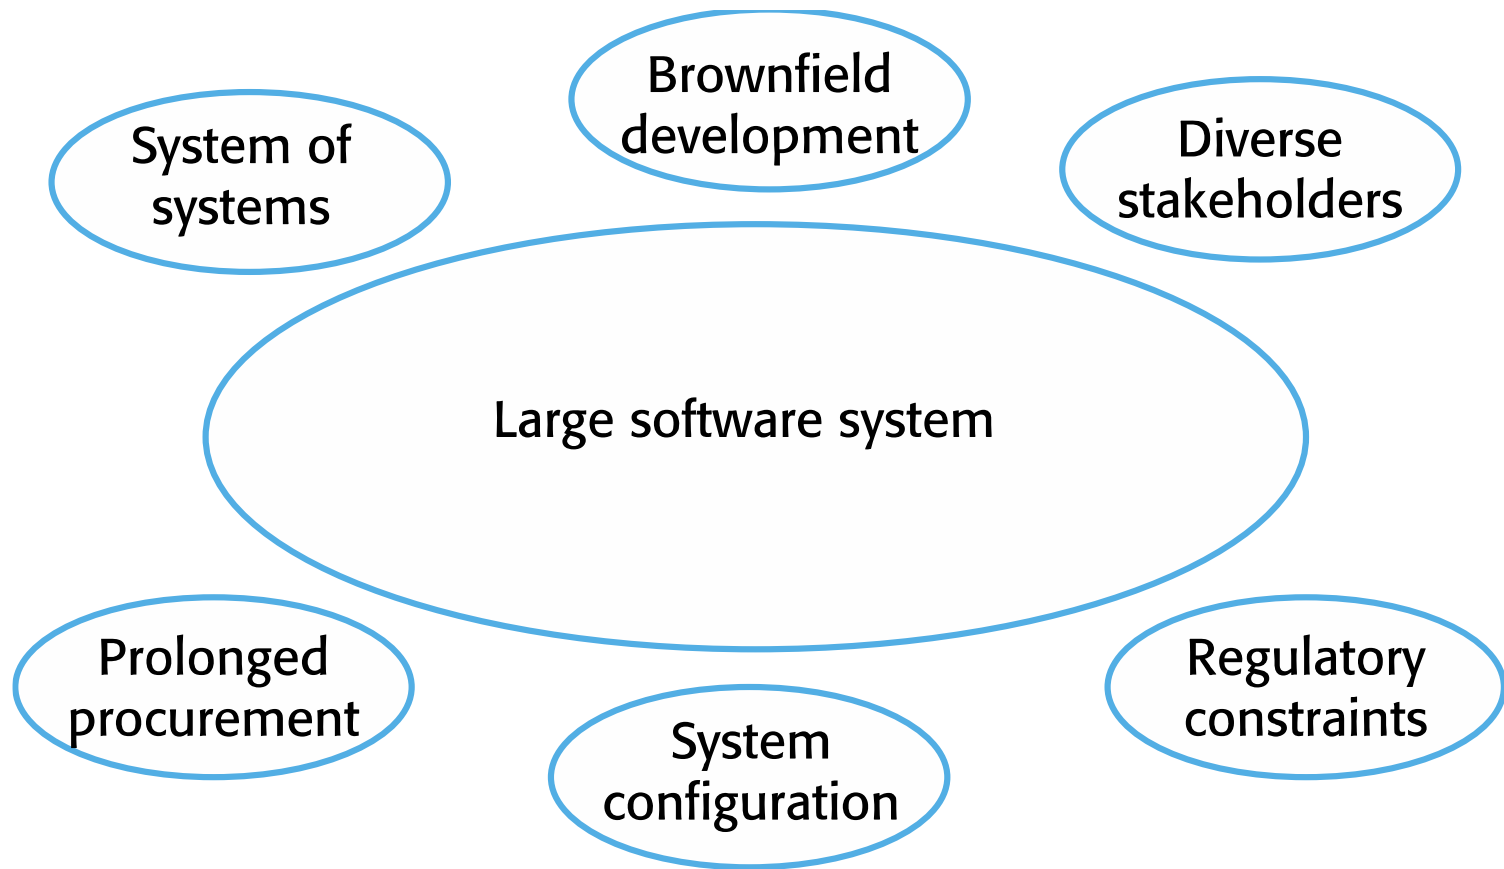 Brownfield
development
System of
systems
Diverse
stakeholders
Large software system
Prolonged
procurement
System
configuration
Regulatory
constraints